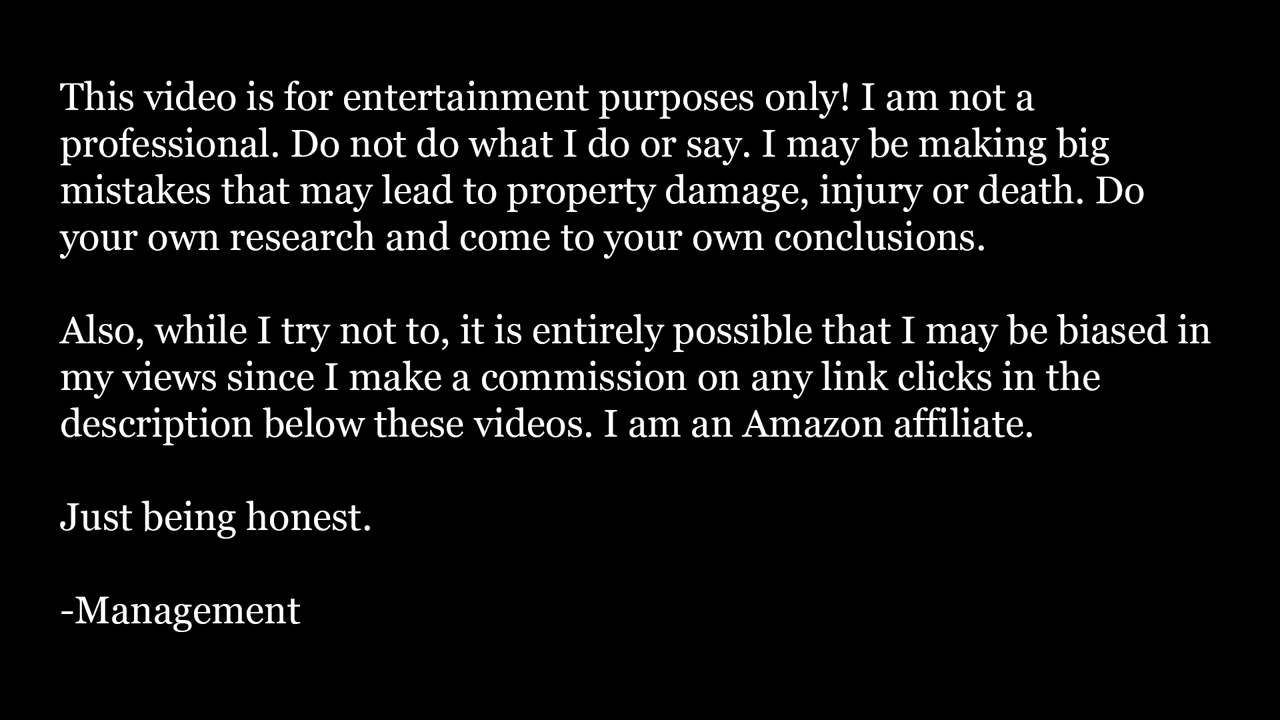 This video is for entertainment purposes only! I am not a
professional. Do not do what I do or say. I may be making big
mistakes that may lead to property damage, injury or death. Do
your own research and come to your own conclusions.
Also, while I try not to, it is entirely possible that I may be biased in
my views since I make a commission on any link clicks in the
description below these videos. I am an Amazon affiliate.
Just being honest.
-Management